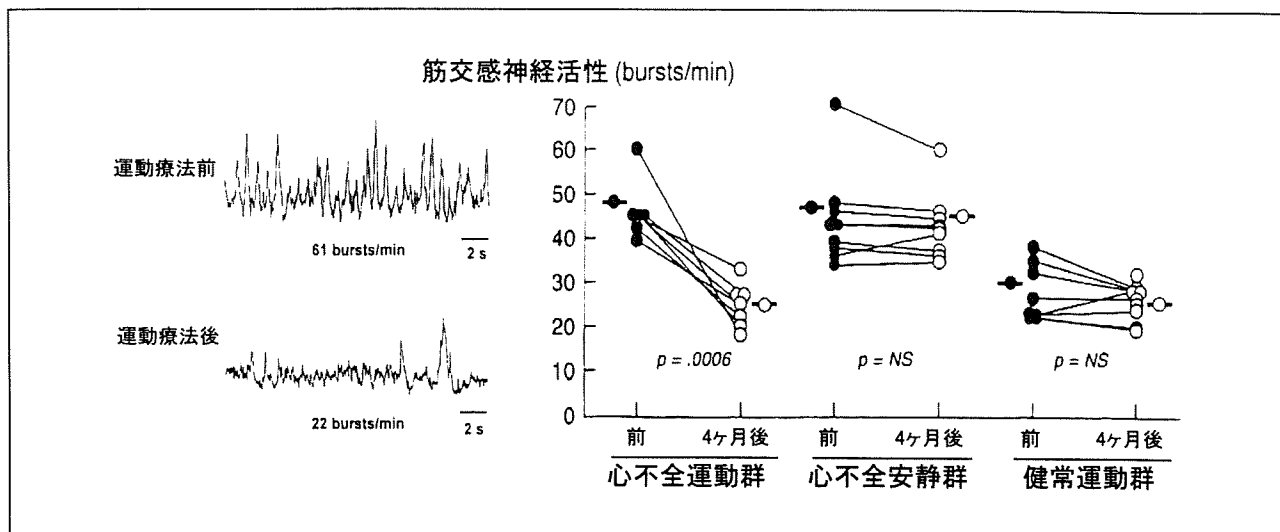 筋交感神経活性 (bursts/min)
運動療法前
61 bursts/min
2 s
運動療法後
22 bursts/min
2 s
70
60
50
40
30
20
10
0
p = .0006
p = NS
p = NS
前 4ヶ月後 前 4ヶ月後 前 4ヶ月後
心不全運動群 心不全安静群 健常運動群